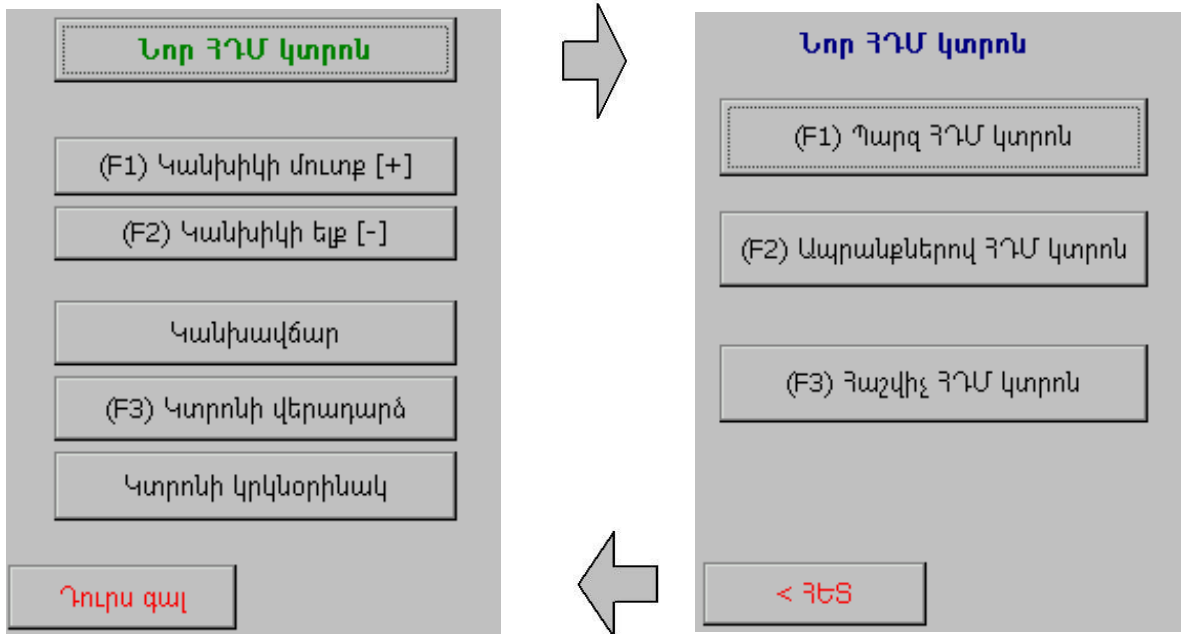 Նոր ՀԴՄ կտրոն
(F1) Կանխիկի մուտք [+]
(F2) Կանխիկի ելք [-]
Կանխավճար
(F3) Կտրոնի վերադարձ
Կտրոնի կրկնօրինակ
Դուրս գալ
Նոր ՀԴՄ կտրոն
(F1) Պարզ ՀԴՄ կտրոն
(F2) Ապրանքներով ՀԴՄ կտրոն
(F3) Հաշվիչ ՀԴՄ կտրոն
< ՀԵՏ